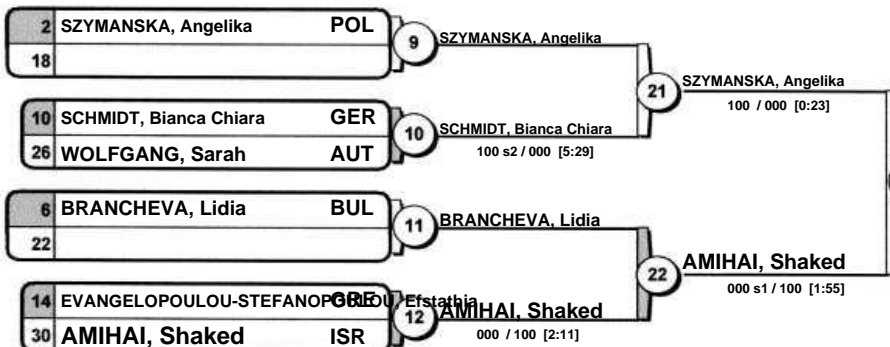 2 SZYMANSKA, Angelika POL
18
9
SZYMANSKA, Angelika
10 SCHMIDT, Bianca Chiara GER
26 WOLFGANG, Sarah AUT
10
SCHMIDT, Bianca Chiara
100 s2 / 000 [5:29]
21
SZYMANSKA, Angelika
100 / 000 [0:23]
6 BRANCHEVA, Lidia BUL
22
11
BRANCHEVA, Lidia
14 EVANGELOPOULOU-STEFANOPOULOU, Efstathia GRE
30 AMIHAI, Shaked ISR
12
AMIHAI, Shaked
000 / 100 [2:11]
22
AMIHAI, Shaked
000 s1 / 100 [1:55]